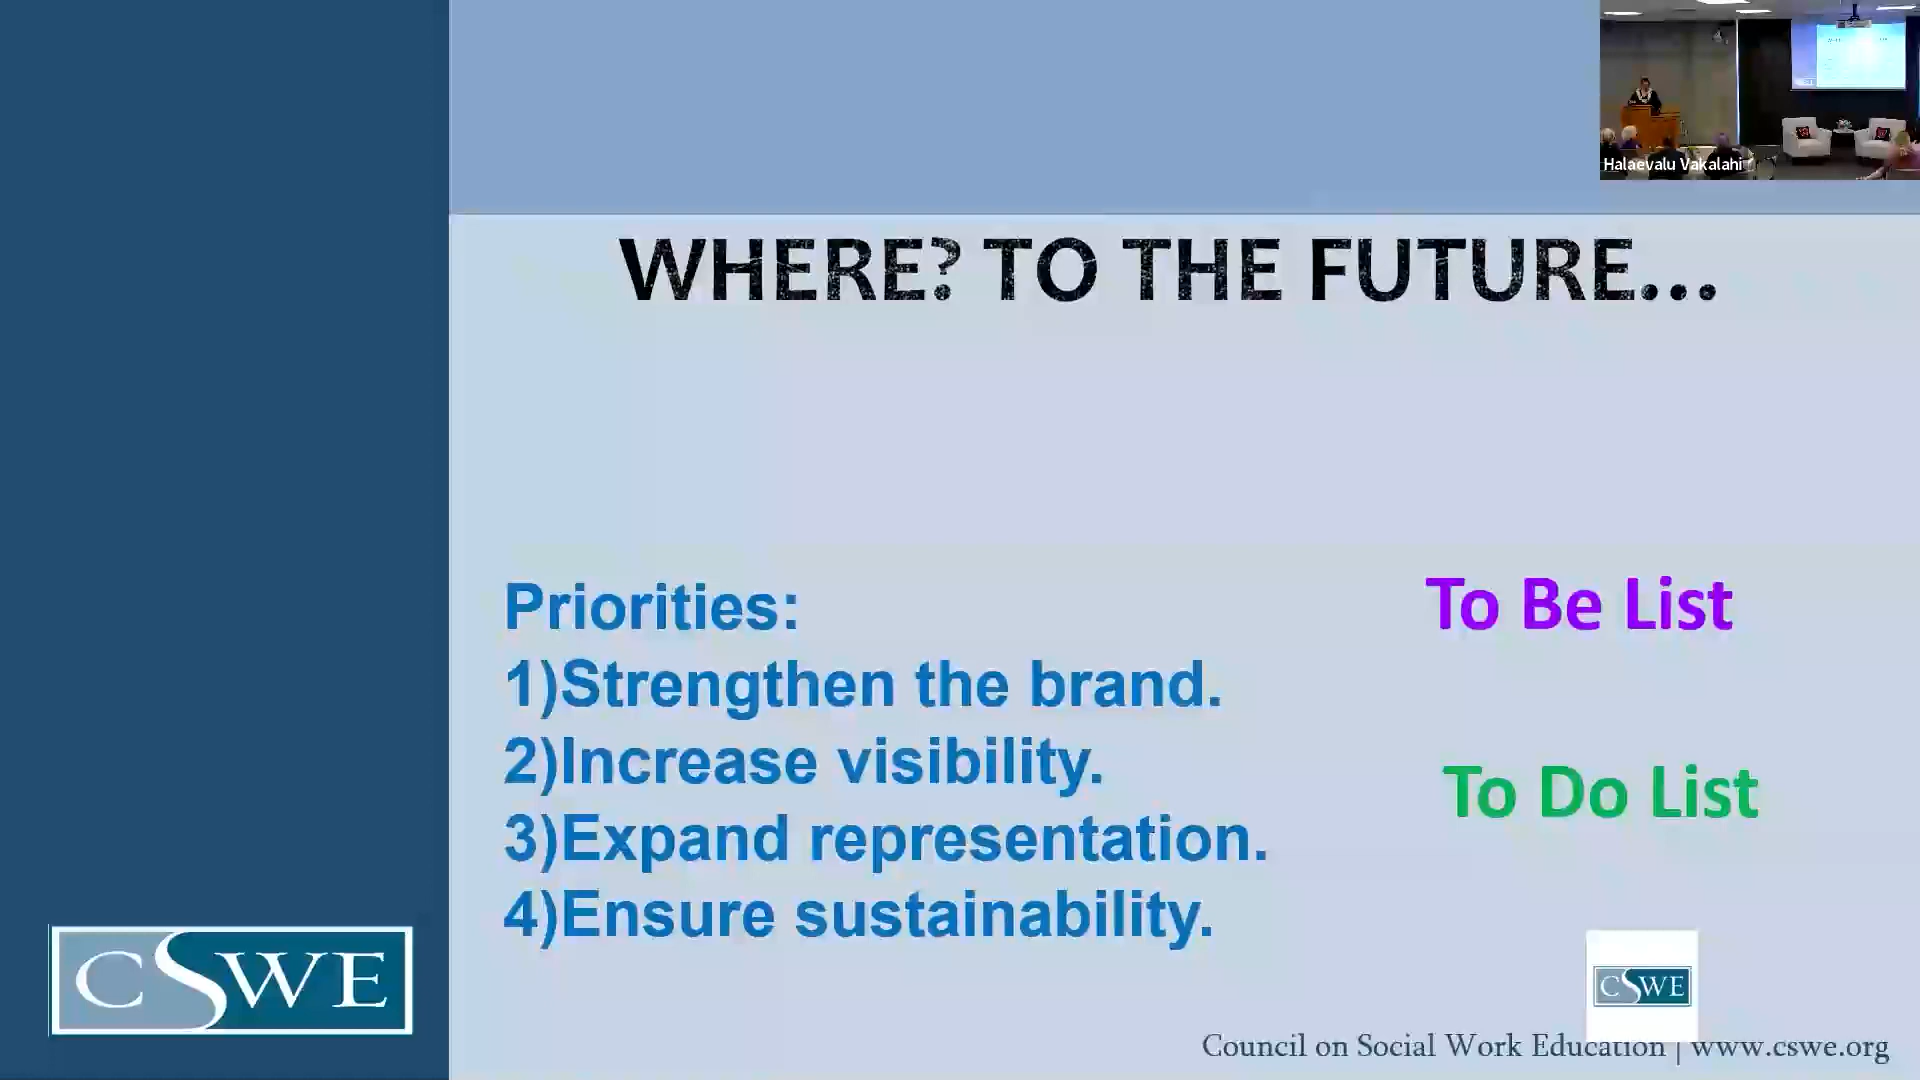 Halaevalu Vakalahi
WHERE? TO THE FUTURE...
Priorities:
1)Strengthen the brand.
2)Increase visibility.
3)Expand representation.
4)Ensure sustainability.
To Be List
To Do List
CSWE
CSWE
Council on Social Work Education | www.cswe.org